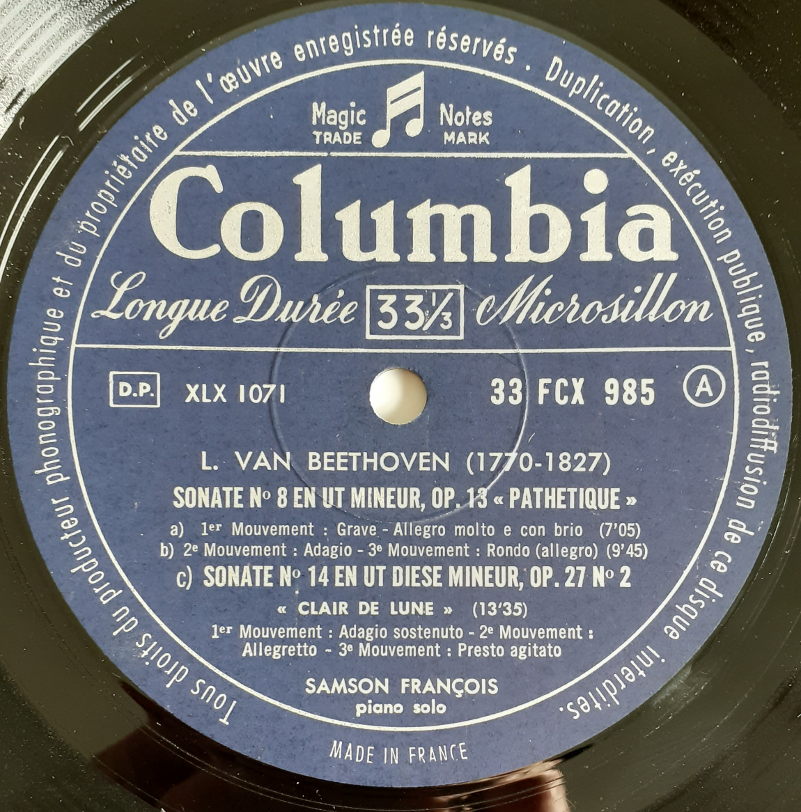 Tous droits du producteur phonographique et du propriétaire de l'œuvre enregistrée réservés. Duplication, exécution publique, radiodiffusion de ce disque interdites.
Magic Notes
TRADE MARK
Columbia
Longue Durée 33⅓ Microsillon
D.P. XLX 1071 33 FCX 985 A
L. VAN BEETHOVEN (1770-1827)
SONATE Nº 8 EN UT MINEUR, OP. 13 « PATHETIQUE »
a) 1er Mouvement : Grave - Allegro molto e con brio (7'05)
b) 2e Mouvement : Adagio - 3e Mouvement : Rondo (allegro) (9'45)
c) SONATE Nº 14 EN UT DIESE MINEUR, OP. 27 Nº 2
« CLAIR DE LUNE » (13'35)
1er Mouvement : Adagio sostenuto - 2e Mouvement :
Allegretto - 3e Mouvement : Presto agitato
SAMSON FRANÇOIS
piano solo
MADE IN FRANCE